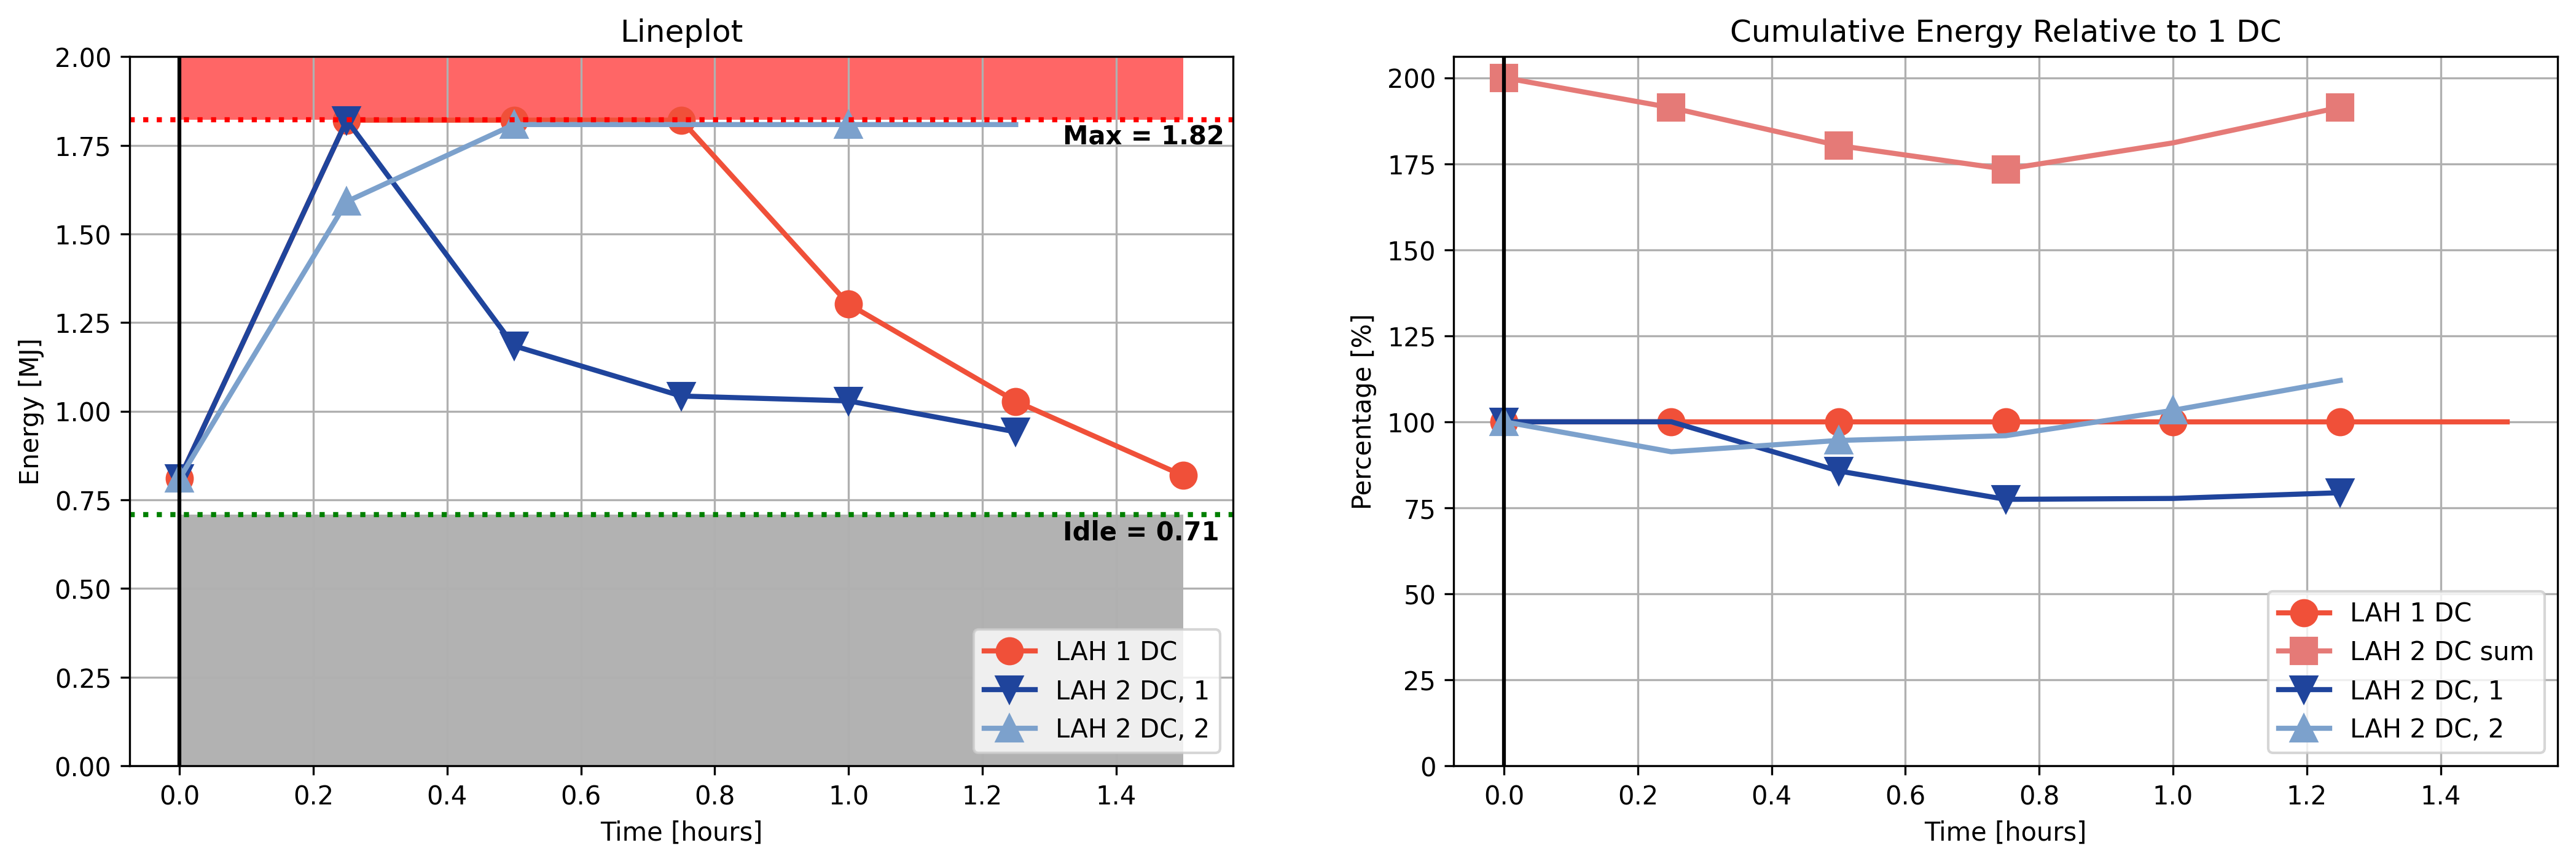 Lineplot
2.00
1.75
1.50
1.25
1.00
0.75
0.50
0.25
0.00
Energy [MJ]
Max = 1.82
Idle = 0.71
LAH 1 DC
LAH 2 DC, 1
LAH 2 DC, 2
0.0 0.2 0.4 0.6 0.8 1.0 1.2 1.4
Time [hours]
Cumulative Energy Relative to 1 DC
200
175
150
125
100
75
50
25
0
Percentage [%]
LAH 1 DC
LAH 2 DC sum
LAH 2 DC, 1
LAH 2 DC, 2
0.0 0.2 0.4 0.6 0.8 1.0 1.2 1.4
Time [hours]